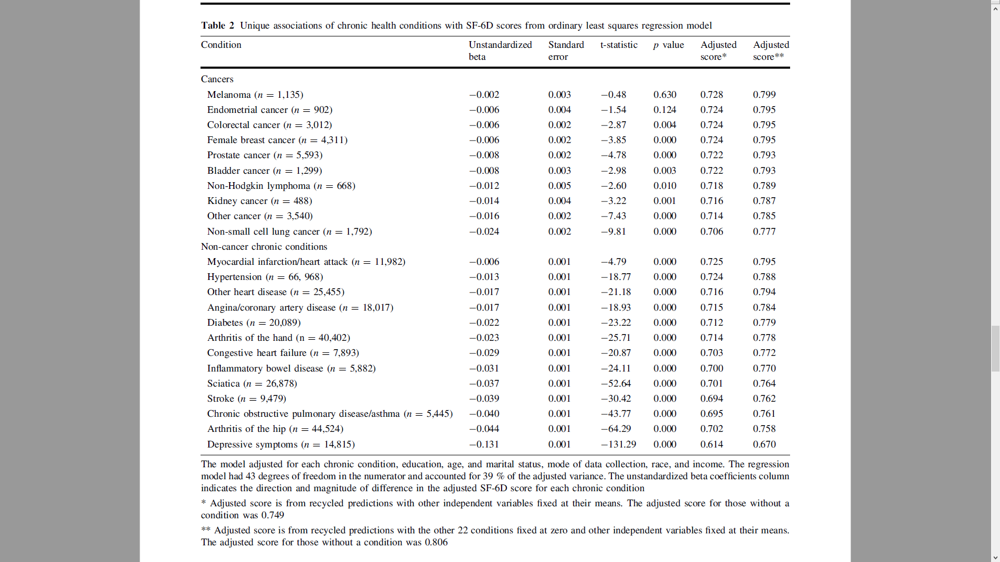 Table 2 Unique associations of chronic health conditions with SF-6D scores from ordinary least squares regression model
Condition Unstandardized beta Standard error t-statistic p value Adjusted score* Adjusted score**
Cancers
Melanoma (n = 1,135) −0.002 0.003 −0.48 0.630 0.728 0.799
Endometrial cancer (n = 902) −0.006 0.004 −1.54 0.124 0.724 0.795
Colorectal cancer (n = 3,012) −0.006 0.002 −2.87 0.004 0.724 0.795
Female breast cancer (n = 4,311) −0.006 0.002 −3.85 0.000 0.724 0.795
Prostate cancer (n = 5,593) −0.008 0.002 −4.78 0.000 0.722 0.793
Bladder cancer (n = 1,299) −0.008 0.003 −2.98 0.003 0.722 0.793
Non-Hodgkin lymphoma (n = 668) −0.012 0.005 −2.60 0.010 0.718 0.789
Kidney cancer (n = 488) −0.014 0.004 −3.22 0.001 0.716 0.787
Other cancer (n = 3,540) −0.016 0.002 −7.43 0.000 0.714 0.785
Non-small cell lung cancer (n = 1,792) −0.024 0.002 −9.81 0.000 0.706 0.777
Non-cancer chronic conditions
Myocardial infarction/heart attack (n = 11,982) −0.006 0.001 −4.79 0.000 0.725 0.795
Hypertension (n = 66, 968) −0.013 0.001 −18.77 0.000 0.724 0.788
Other heart disease (n = 25,455) −0.017 0.001 −21.18 0.000 0.716 0.794
Angina/coronary artery disease (n = 18,017) −0.017 0.001 −18.93 0.000 0.715 0.784
Diabetes (n = 20,089) −0.022 0.001 −23.22 0.000 0.712 0.779
Arthritis of the hand (n = 40,402) −0.023 0.001 −25.71 0.000 0.714 0.778
Congestive heart failure (n = 7,893) −0.029 0.001 −20.87 0.000 0.703 0.772
Inflammatory bowel disease (n = 5,882) −0.031 0.001 −24.11 0.000 0.700 0.770
Sciatica (n = 26,878) −0.037 0.001 −52.64 0.000 0.701 0.764
Stroke (n = 9,479) −0.039 0.001 −30.42 0.000 0.694 0.762
Chronic obstructive pulmonary disease/asthma (n = 5,445) −0.040 0.001 −43.77 0.000 0.695 0.761
Arthritis of the hip (n = 44,524) −0.044 0.001 −64.29 0.000 0.702 0.758
Depressive symptoms (n = 14,815) −0.131 0.001 −131.29 0.000 0.614 0.670
The model adjusted for each chronic condition, education, age, and marital status, mode of data collection, race, and income. The regression
model had 43 degrees of freedom in the numerator and accounted for 39 % of the adjusted variance. The unstandardized beta coefficients column
indicates the direction and magnitude of difference in the adjusted SF-6D score for each chronic condition
* Adjusted score is from recycled predictions with other independent variables fixed at their means. The adjusted score for those without a
condition was 0.749
** Adjusted score is from recycled predictions with the other 22 conditions fixed at zero and other independent variables fixed at their means.
The adjusted score for those without a condition was 0.806